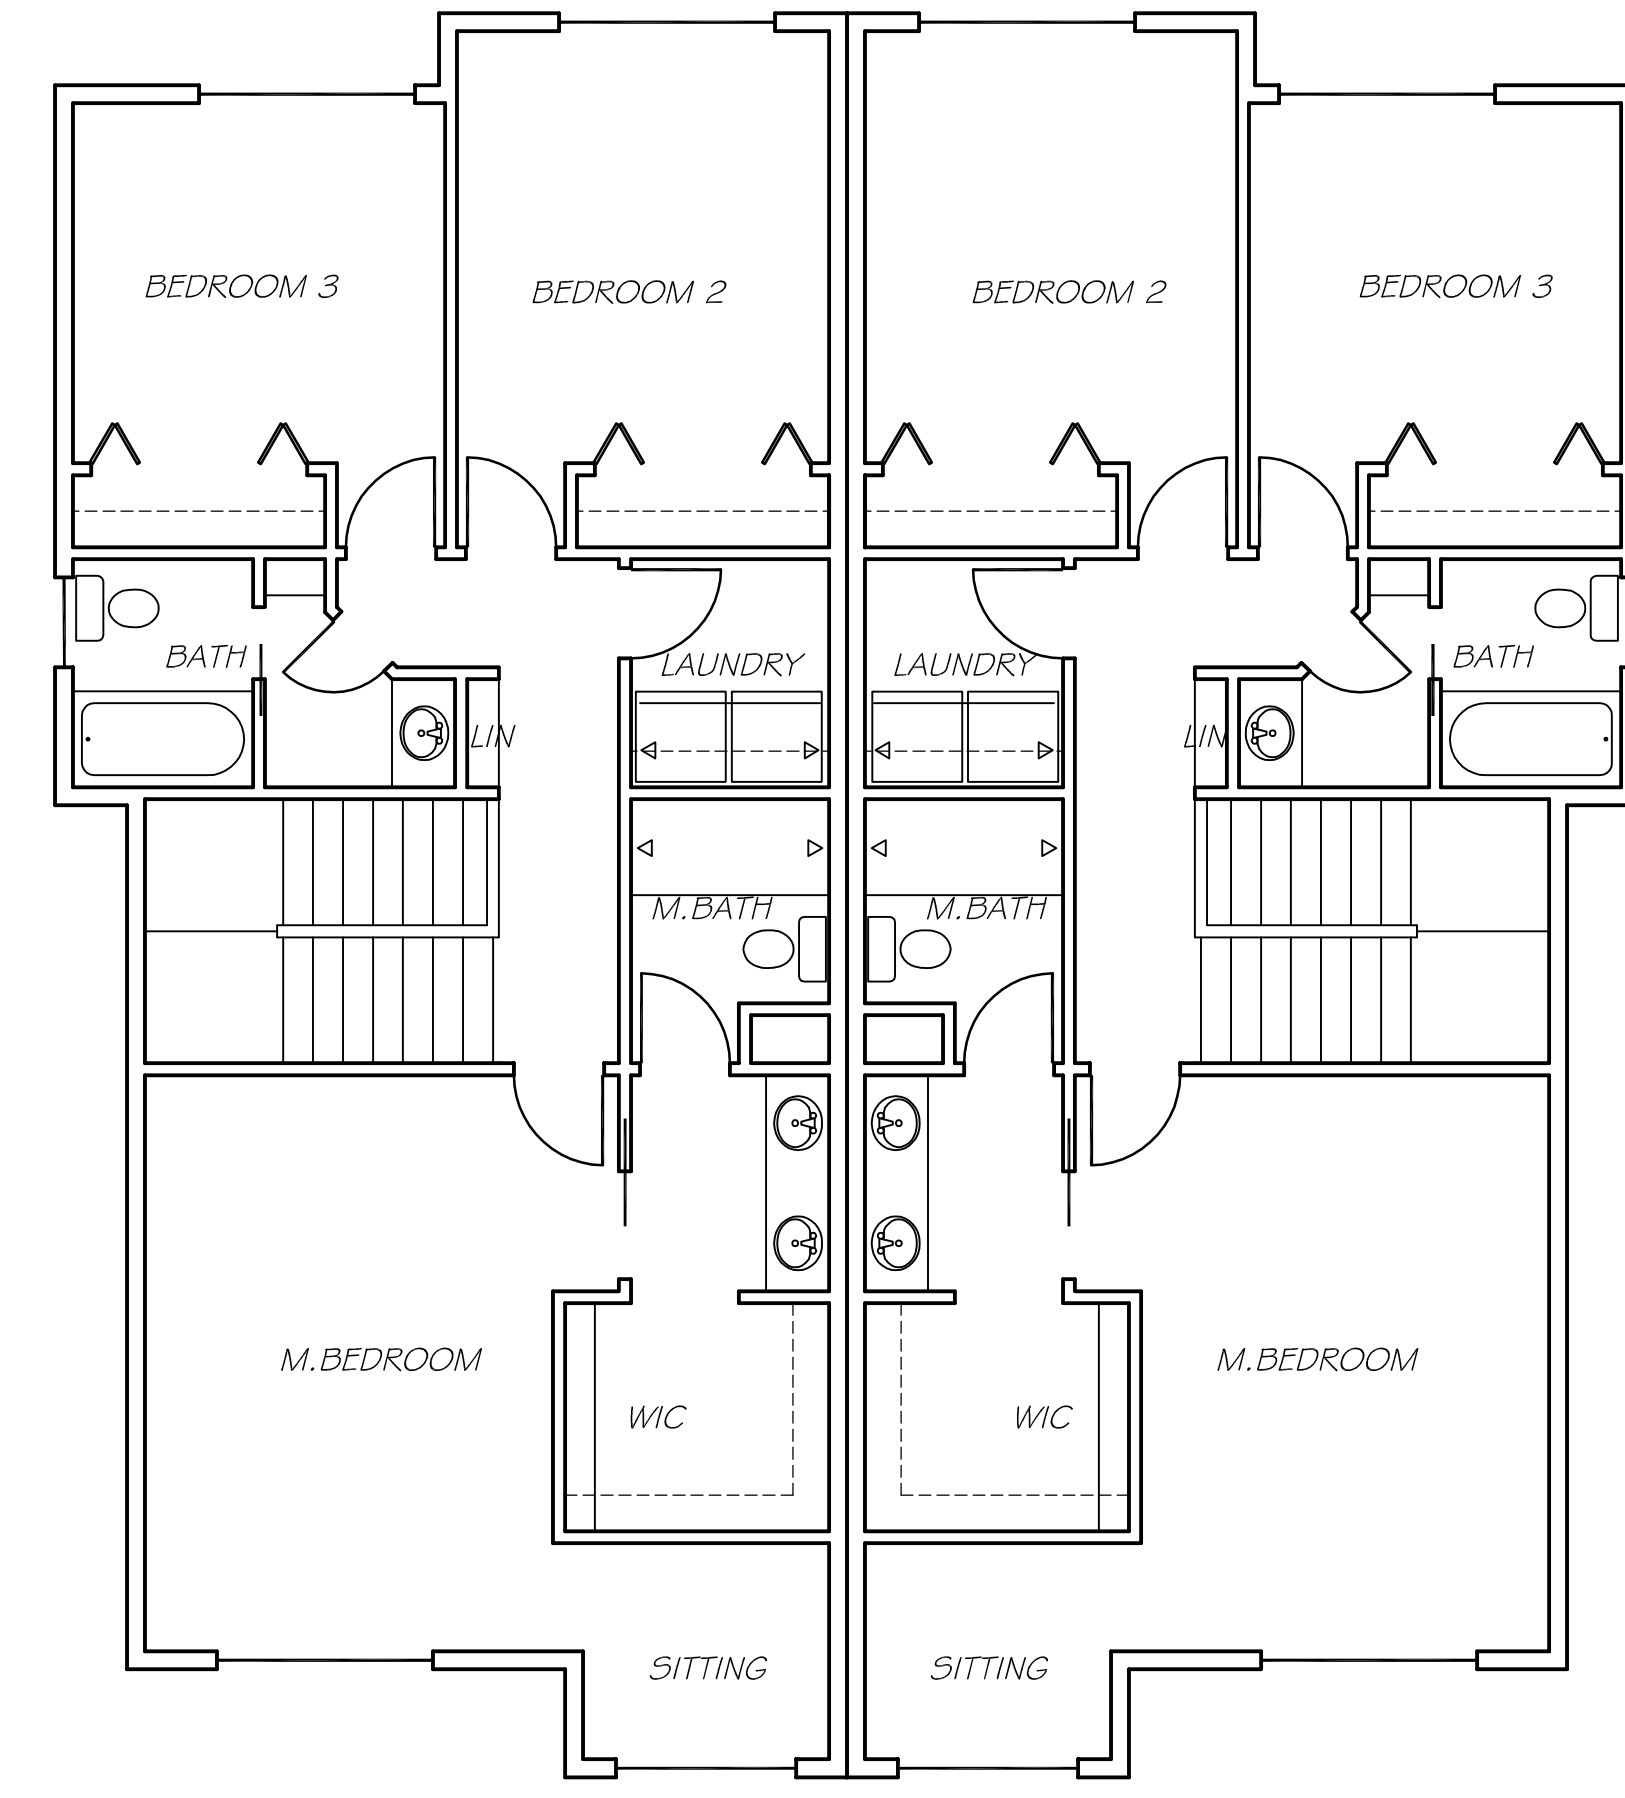 BEDROOM 3
BEDROOM 2
BEDROOM 2
BEDROOM 3
BATH
LAUNDRY
LAUNDRY
BATH
LIN
LIN
M.BATH
M.BATH
M.BEDROOM
M.BEDROOM
WIC
WIC
SITTING
SITTING